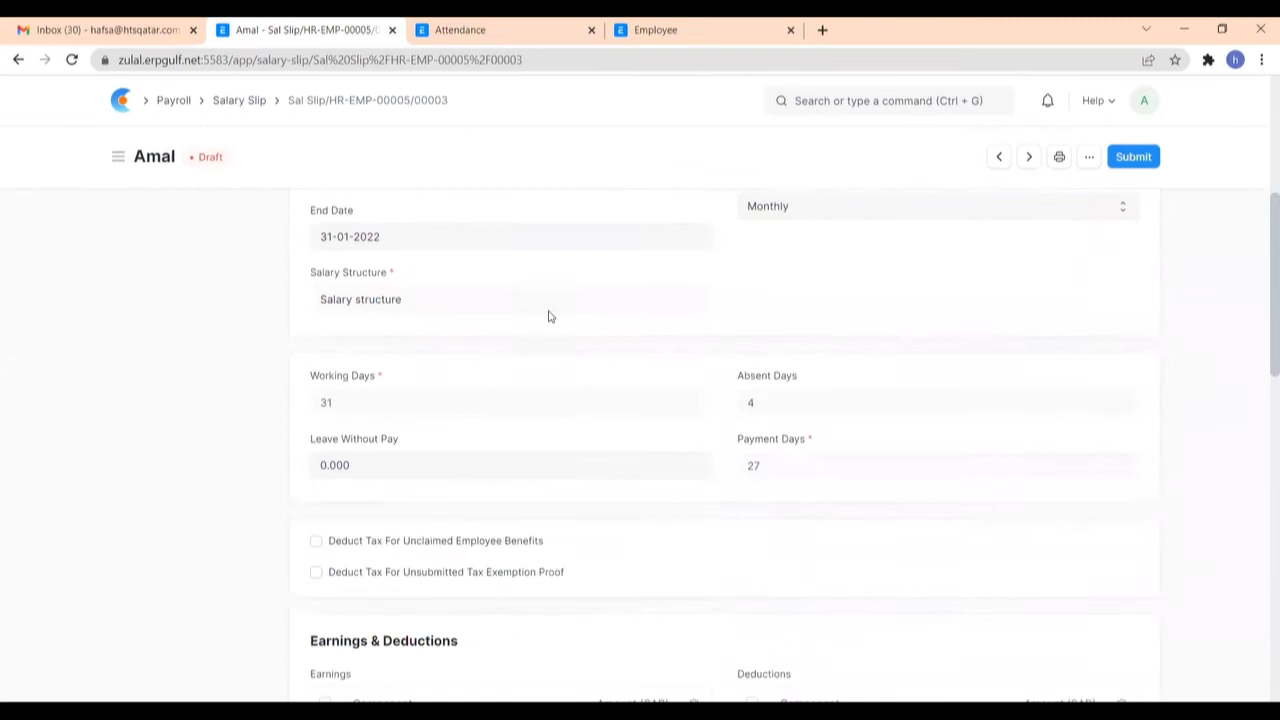 Inbox (30) - hafsa@htsqatar.com
Amal - Sal Slip/HR-EMP-00005/0
Attendance
Employee
zulal.erpgulf.net:5583/app/salary-slip/Sal%20Slip%2FHR-EMP-00005%2F00003
h
Payroll
Salary Slip
Sal Slip/HR-EMP-00005/00003
Search or type a command (Ctrl + G)
Help
A
Amal
Draft
Submit
End Date
Monthly
31-01-2022
Salary Structure *
Salary structure
Working Days *
Absent Days
31
4
Leave Without Pay
Payment Days *
0.000
27
Deduct Tax For Unclaimed Employee Benefits
Deduct Tax For Unsubmitted Tax Exemption Proof
Earnings & Deductions
Earnings
Deductions